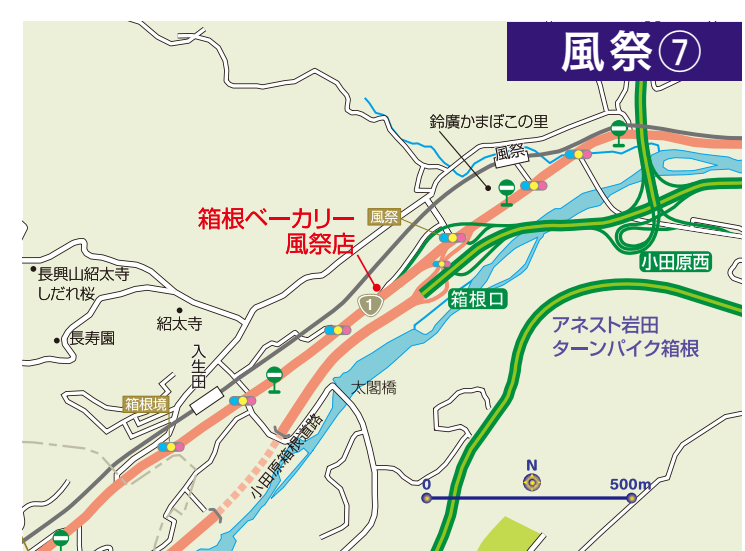 風祭⑦
鈴廣かまぼこの里
風祭
箱根ベーカリー
風祭店
風祭
小田原西
長興山紹太寺
しだれ桜
1
箱根口
紹太寺
長寿園
アネスト岩田
ターンパイク箱根
入生田
太閤橋
箱根境
小田原箱根道路
N
0
500m